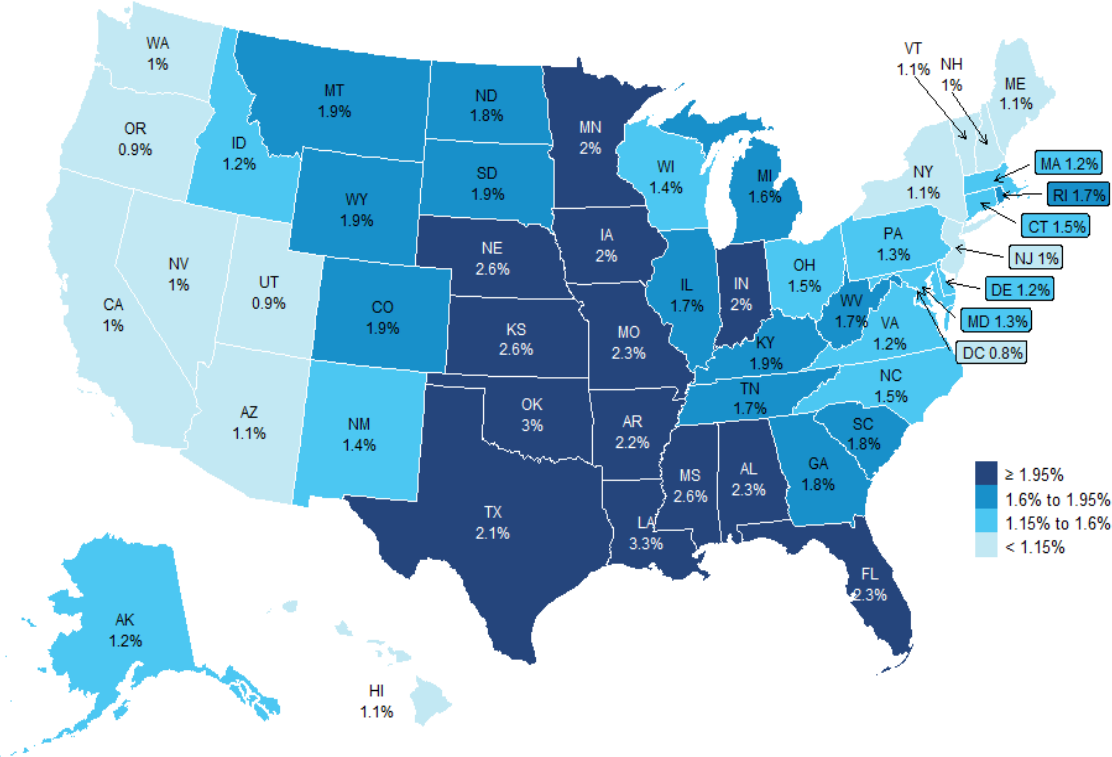 WA
1%
OR
0.9%
CA
1%
NV
1%
ID
1.2%
UT
0.9%
AZ
1.1%
MT
1.9%
WY
1.9%
CO
1.9%
NM
1.4%
ND
1.8%
SD
1.9%
NE
2.6%
KS
2.6%
OK
3%
TX
2.1%
MN
2%
IA
2%
MO
2.3%
AR
2.2%
LA
3.3%
WI
1.4%
IL
1.7%
MI
1.6%
IN
2%
OH
1.5%
KY
1.9%
TN
1.7%
MS
2.6%
AL
2.3%
GA
1.8%
FL
2.3%
SC
1.8%
NC
1.5%
VA
1.2%
WV
1.7%
PA
1.3%
NY
1.1%
VT
1.1%
NH
1%
ME
1.1%
MA 1.2%
RI 1.7%
CT 1.5%
NJ 1%
DE 1.2%
MD 1.3%
DC 0.8%
AK
1.2%
HI
1.1%
≥ 1.95%
1.6% to 1.95%
1.15% to 1.6%
< 1.15%